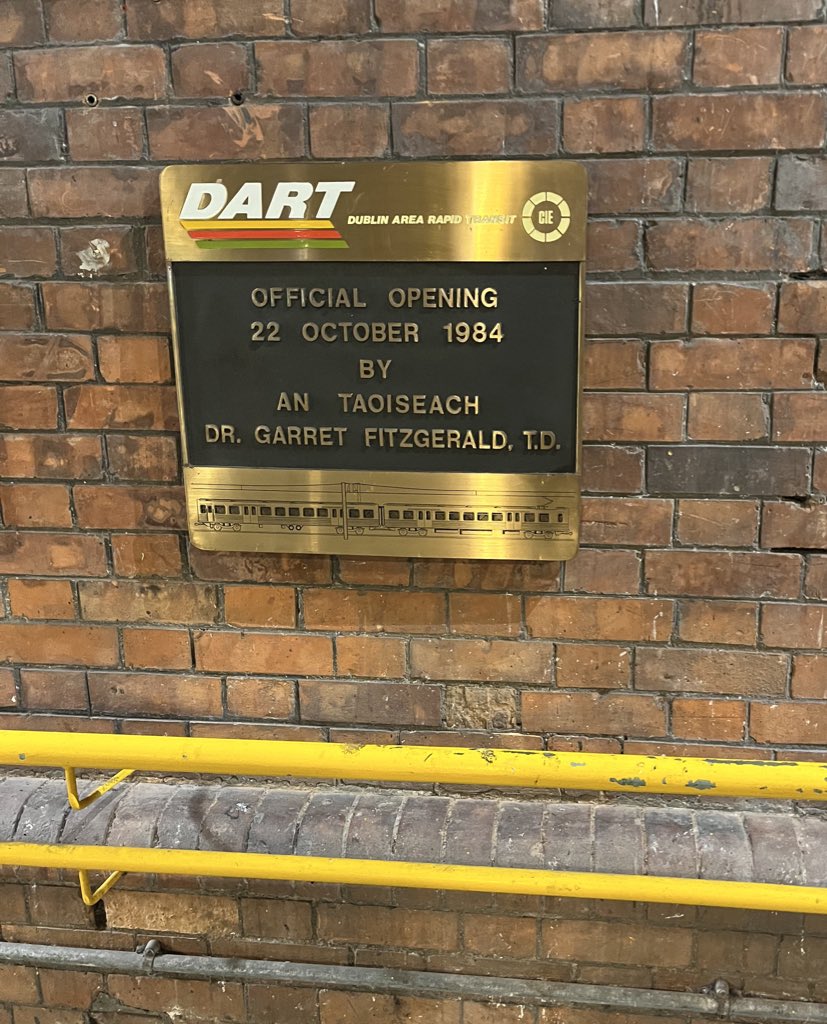 DART
DUBLIN AREA RAPID TRANSIT
CIE
OFFICIAL OPENING
22 OCTOBER 1984
BY
AN TAOISEACH
DR. GARRET FITZGERALD, T.D.